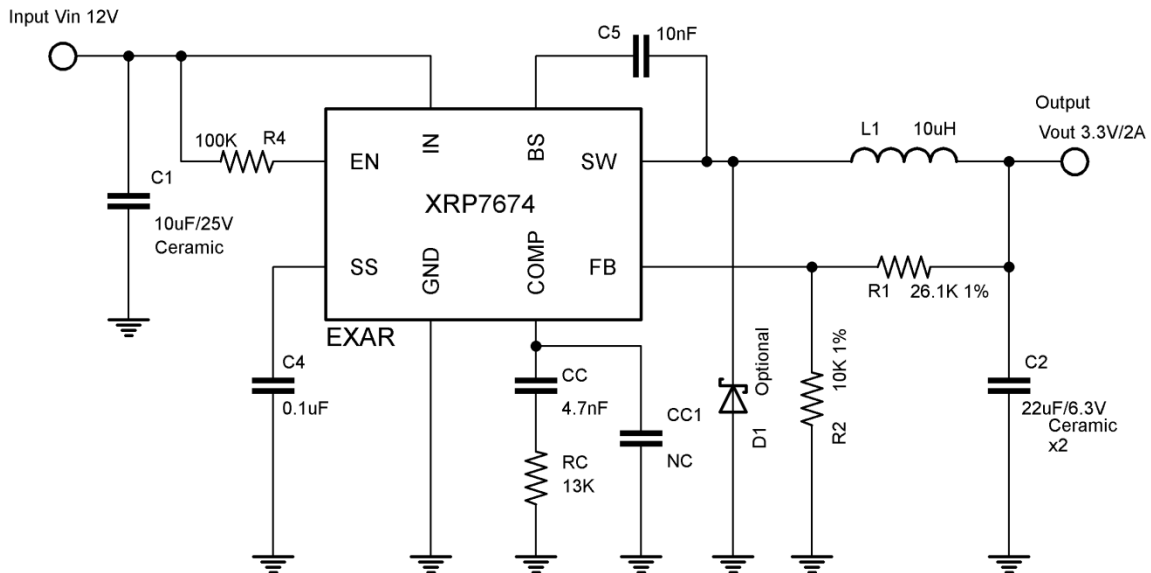 Input Vin 12V
C5
10nF
Output
Vout 3.3V/2A
100K
R4
L1
10uH
EN
IN
BS
SW
XRP7674
C1
10uF/25V
Ceramic
SS
GND
COMP
FB
R1
26.1K 1%
EXAR
C4
0.1uF
CC
4.7nF
CC1
NC
RC
13K
Optional
D1
10K 1%
R2
C2
22uF/6.3V
Ceramic
x2